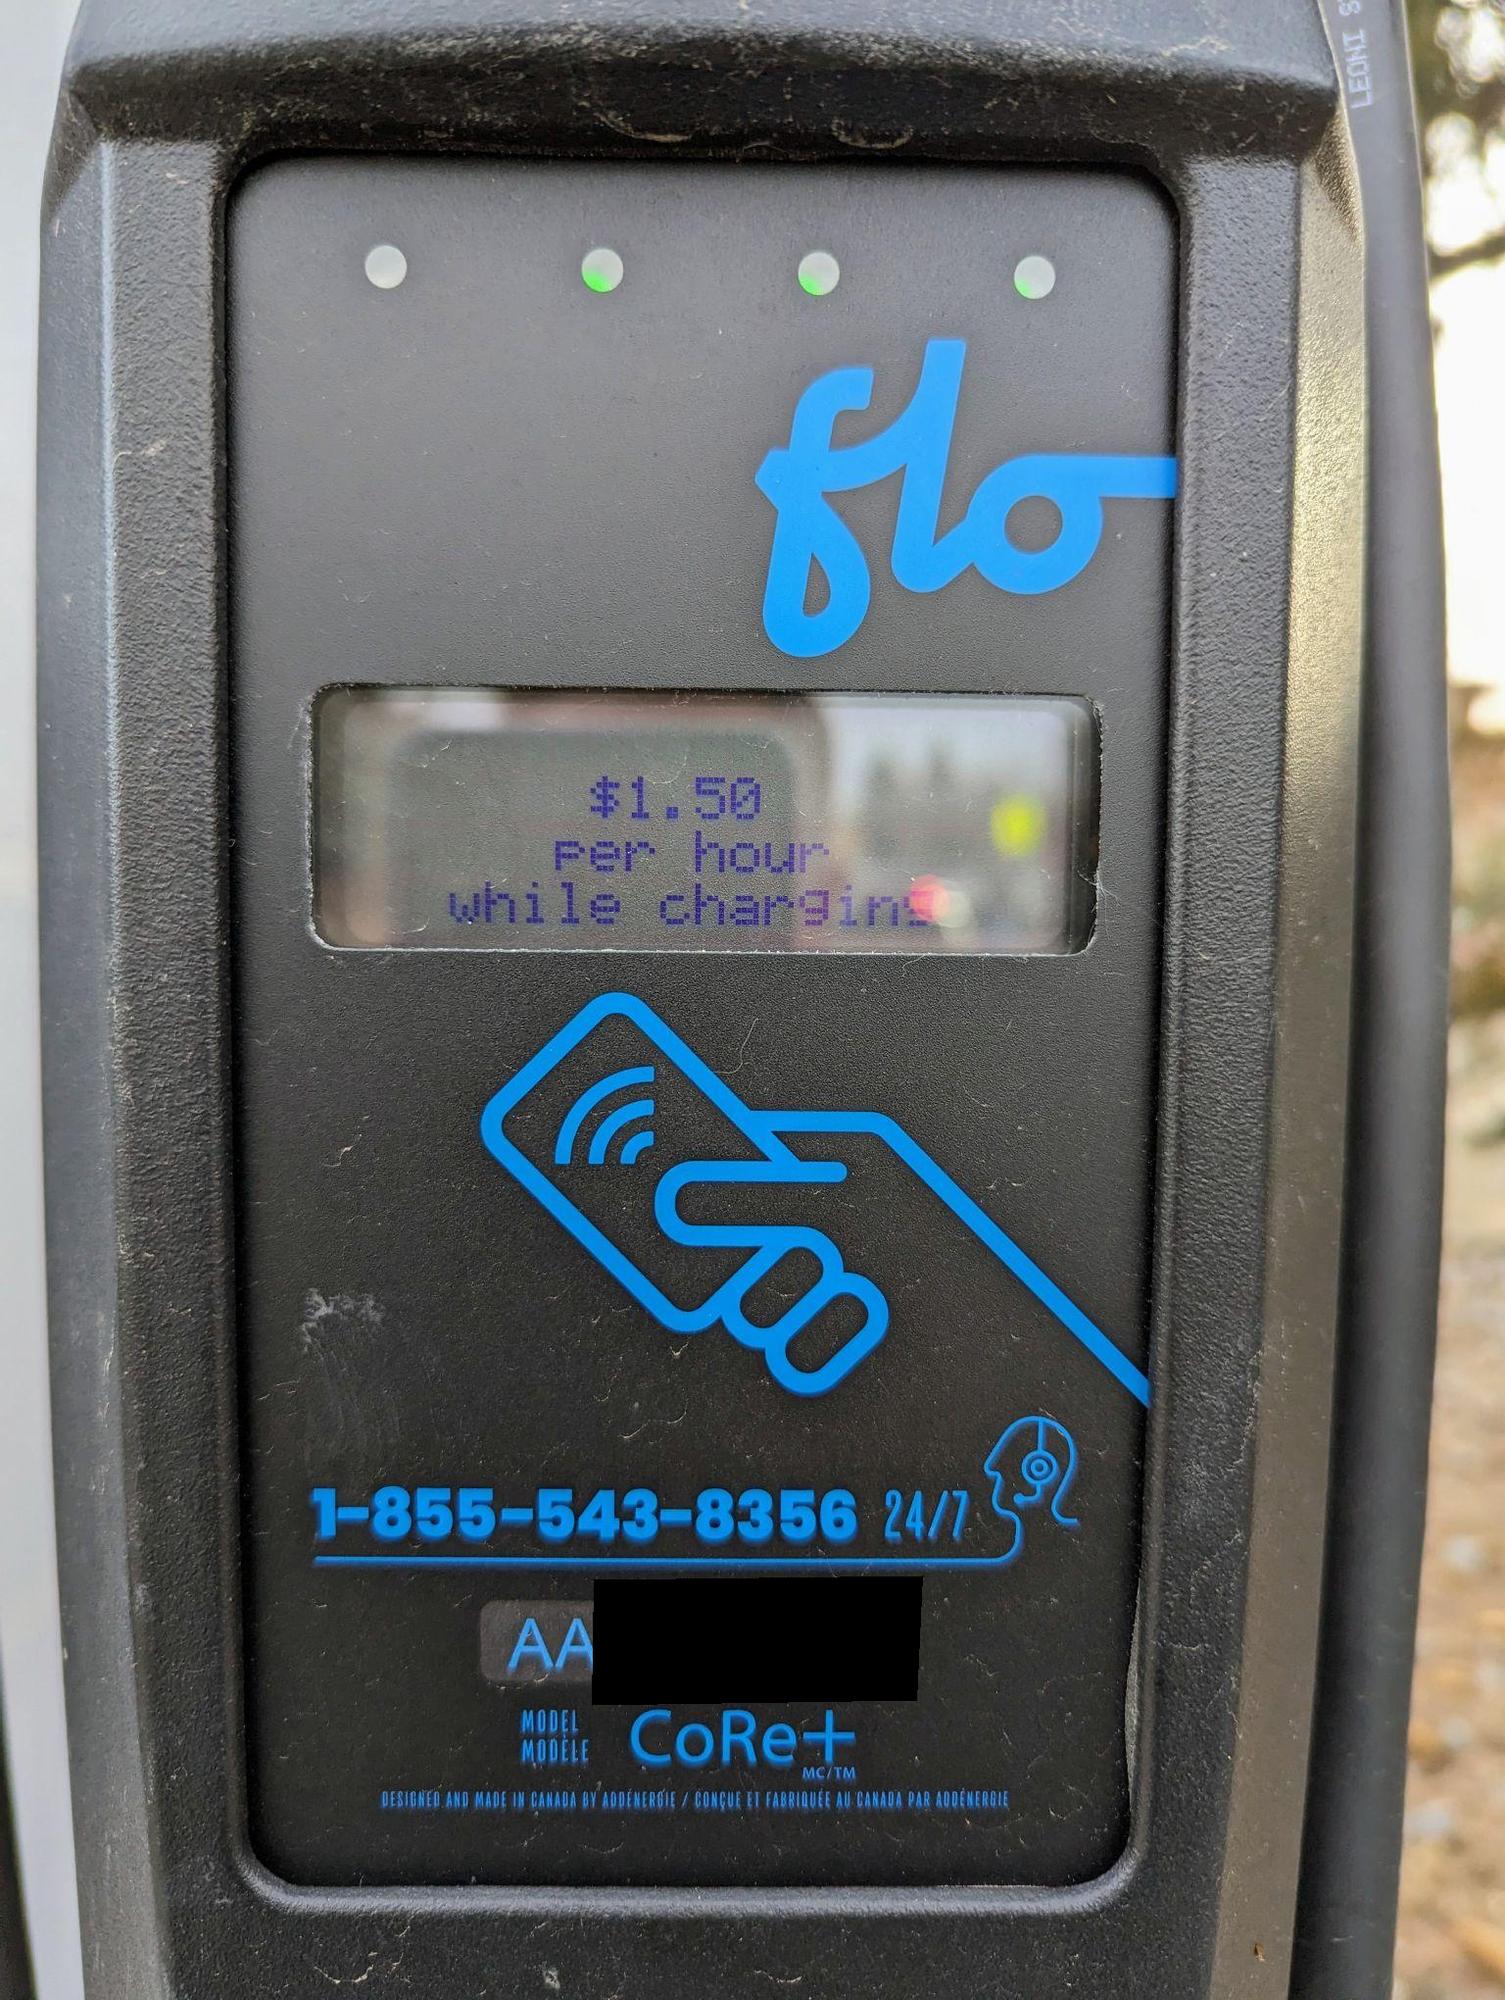 LEONI S
flo
$1.50
per hour
while charging
1-855-543-8356 24/7
AA
MODEL
MODÈLE
CoRe+
MC/TM
DESIGNED AND MADE IN CANADA BY ADDÉNERGIE / CONÇUE ET FABRIQUÉE AU CANADA PAR ADDÉNERGIE